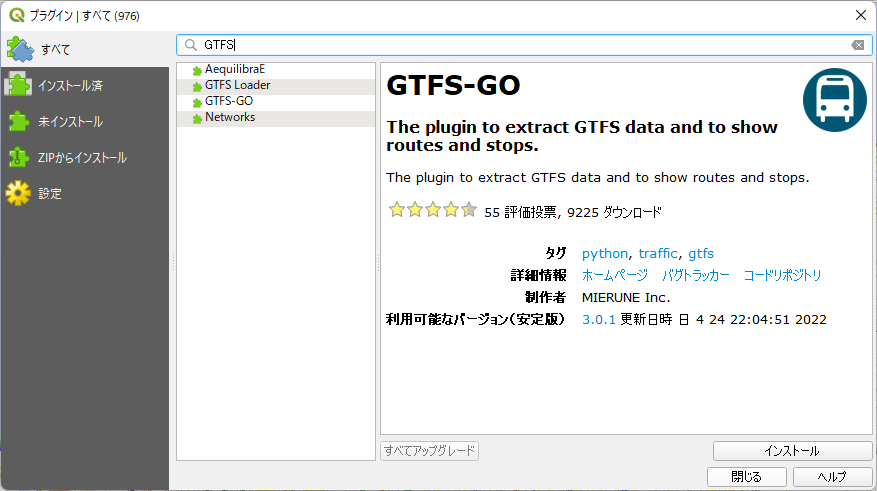 プラグイン | すべて (976)
すべて
インストール済
未インストール
ZIPからインストール
設定
GTFS
AequilibraE
GTFS Loader
GTFS-GO
Networks
GTFS-GO
The plugin to extract GTFS data and to show
routes and stops.
The plugin to extract GTFS data and to show routes and stops.
55 評価投票, 9225 ダウンロード
タグ python, traffic, gtfs
詳細情報 ホームページ バグトラッカー コードリポジトリ
制作者 MIERUNE Inc.
利用可能なバージョン(安定版) 3.0.1 更新日時 日 4 24 22:04:51 2022
すべてアップグレード
インストール
閉じる
ヘルプ